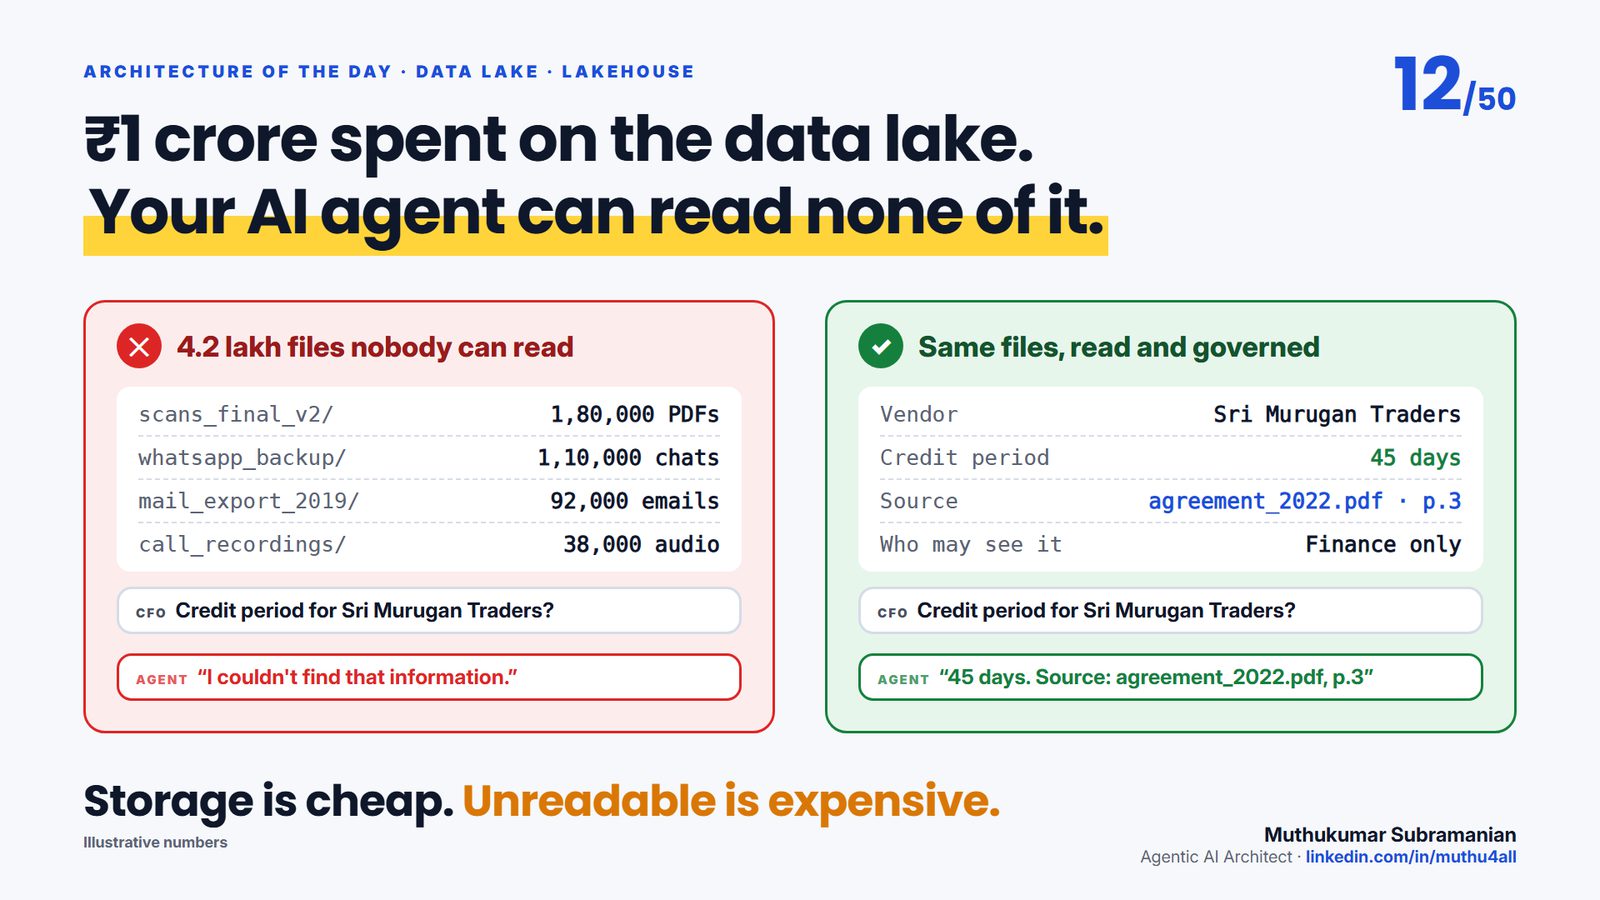 ARCHITECTURE OF THE DAY · DATA LAKE · LAKEHOUSE
12/50
₹1 crore spent on the data lake.
Your AI agent can read none of it.
4.2 lakh files nobody can read
scans_final_v2/ 1,80,000 PDFs
whatsapp_backup/ 1,10,000 chats
mail_export_2019/ 92,000 emails
call_recordings/ 38,000 audio
CFO Credit period for Sri Murugan Traders?
AGENT “I couldn't find that information.”
Same files, read and governed
Vendor Sri Murugan Traders
Credit period 45 days
Source agreement_2022.pdf · p.3
Who may see it Finance only
CFO Credit period for Sri Murugan Traders?
AGENT “45 days. Source: agreement_2022.pdf, p.3”
Storage is cheap. Unreadable is expensive.
Illustrative numbers
Muthukumar Subramanian
Agentic AI Architect · linkedin.com/in/muthu4all